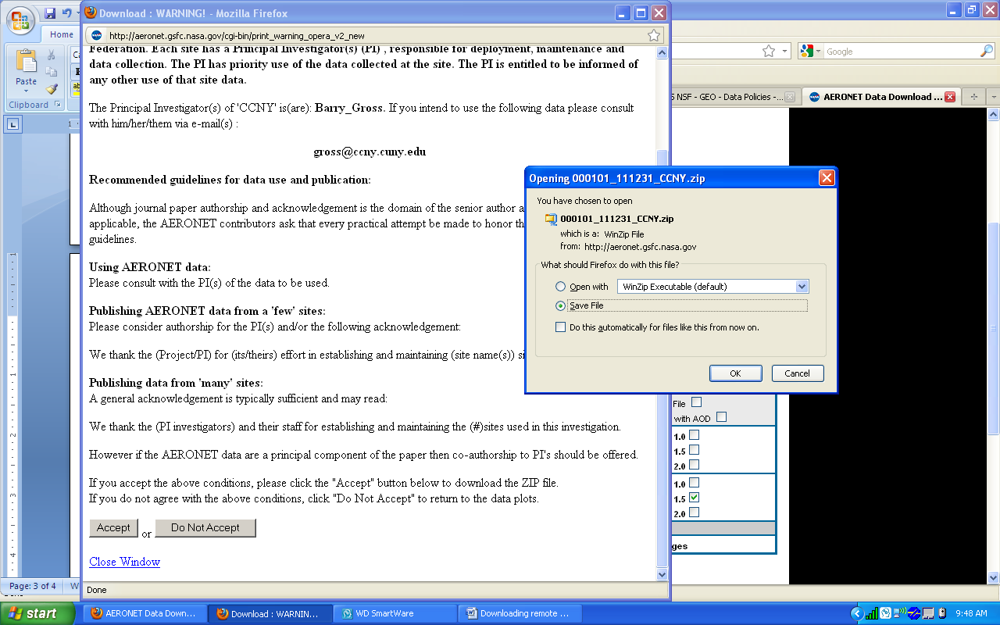 Download : WARNING! - Mozilla Firefox
Home
http://aeronet.gsfc.nasa.gov/cgi-bin/print_warning_opera_v2_new
Google
Paste
Clipboard
NSF - GEO - Data Policies -...
AERONET Data Download ...
Federation. Each site has a Principal Investigator(s) (PI) , responsible for deployment, maintenance and
data collection. The PI has priority use of the data collected at the site. The PI is entitled to be informed of
any other use of that site data.
The Principal Investigator(s) of 'CCNY' is(are): Barry_Gross. If you intend to use the following data please consult
with him/her/them via e-mail(s) :
gross@ccny.cuny.edu
Recommended guidelines for data use and publication:
Although journal paper authorship and acknowledgement is the domain of the senior author a
applicable, the AERONET contributors ask that every practical attempt be made to honor th
guidelines.
Using AERONET data:
Please consult with the PI(s) of the data to be used.
Publishing AERONET data from a 'few' sites:
Please consider authorship for the PI(s) and/or the following acknowledgement:
We thank the (Project/PI) for (its/theirs) effort in establishing and maintaining (site name(s)) si
Publishing data from 'many' sites:
A general acknowledgement is typically sufficient and may read:
We thank the (PI investigators) and their staff for establishing and maintaining the (#)sites used in this investigation.
However if the AERONET data are a principal component of the paper then co-authorship to PI's should be offered.
If you accept the above conditions, please click the "Accept" button below to download the ZIP file.
If you do not agree with the above conditions, click "Do Not Accept" to return to the data plots.
Accept or Do Not Accept
Close Window
Done
Opening 000101_111231_CCNY.zip
You have chosen to open
000101_111231_CCNY.zip
which is a: WinZip File
from: http://aeronet.gsfc.nasa.gov
What should Firefox do with this file?
Open with WinZip Executable (default)
Save File
Do this automatically for files like this from now on.
OK Cancel
File
with AOD
1.0
1.5
2.0
1.0
1.5
2.0
ges
Page: 3 of 4 W
start
AERONET Data Down...
Download : WARNIN...
WD SmartWare
Downloading remote ...
9:48 AM